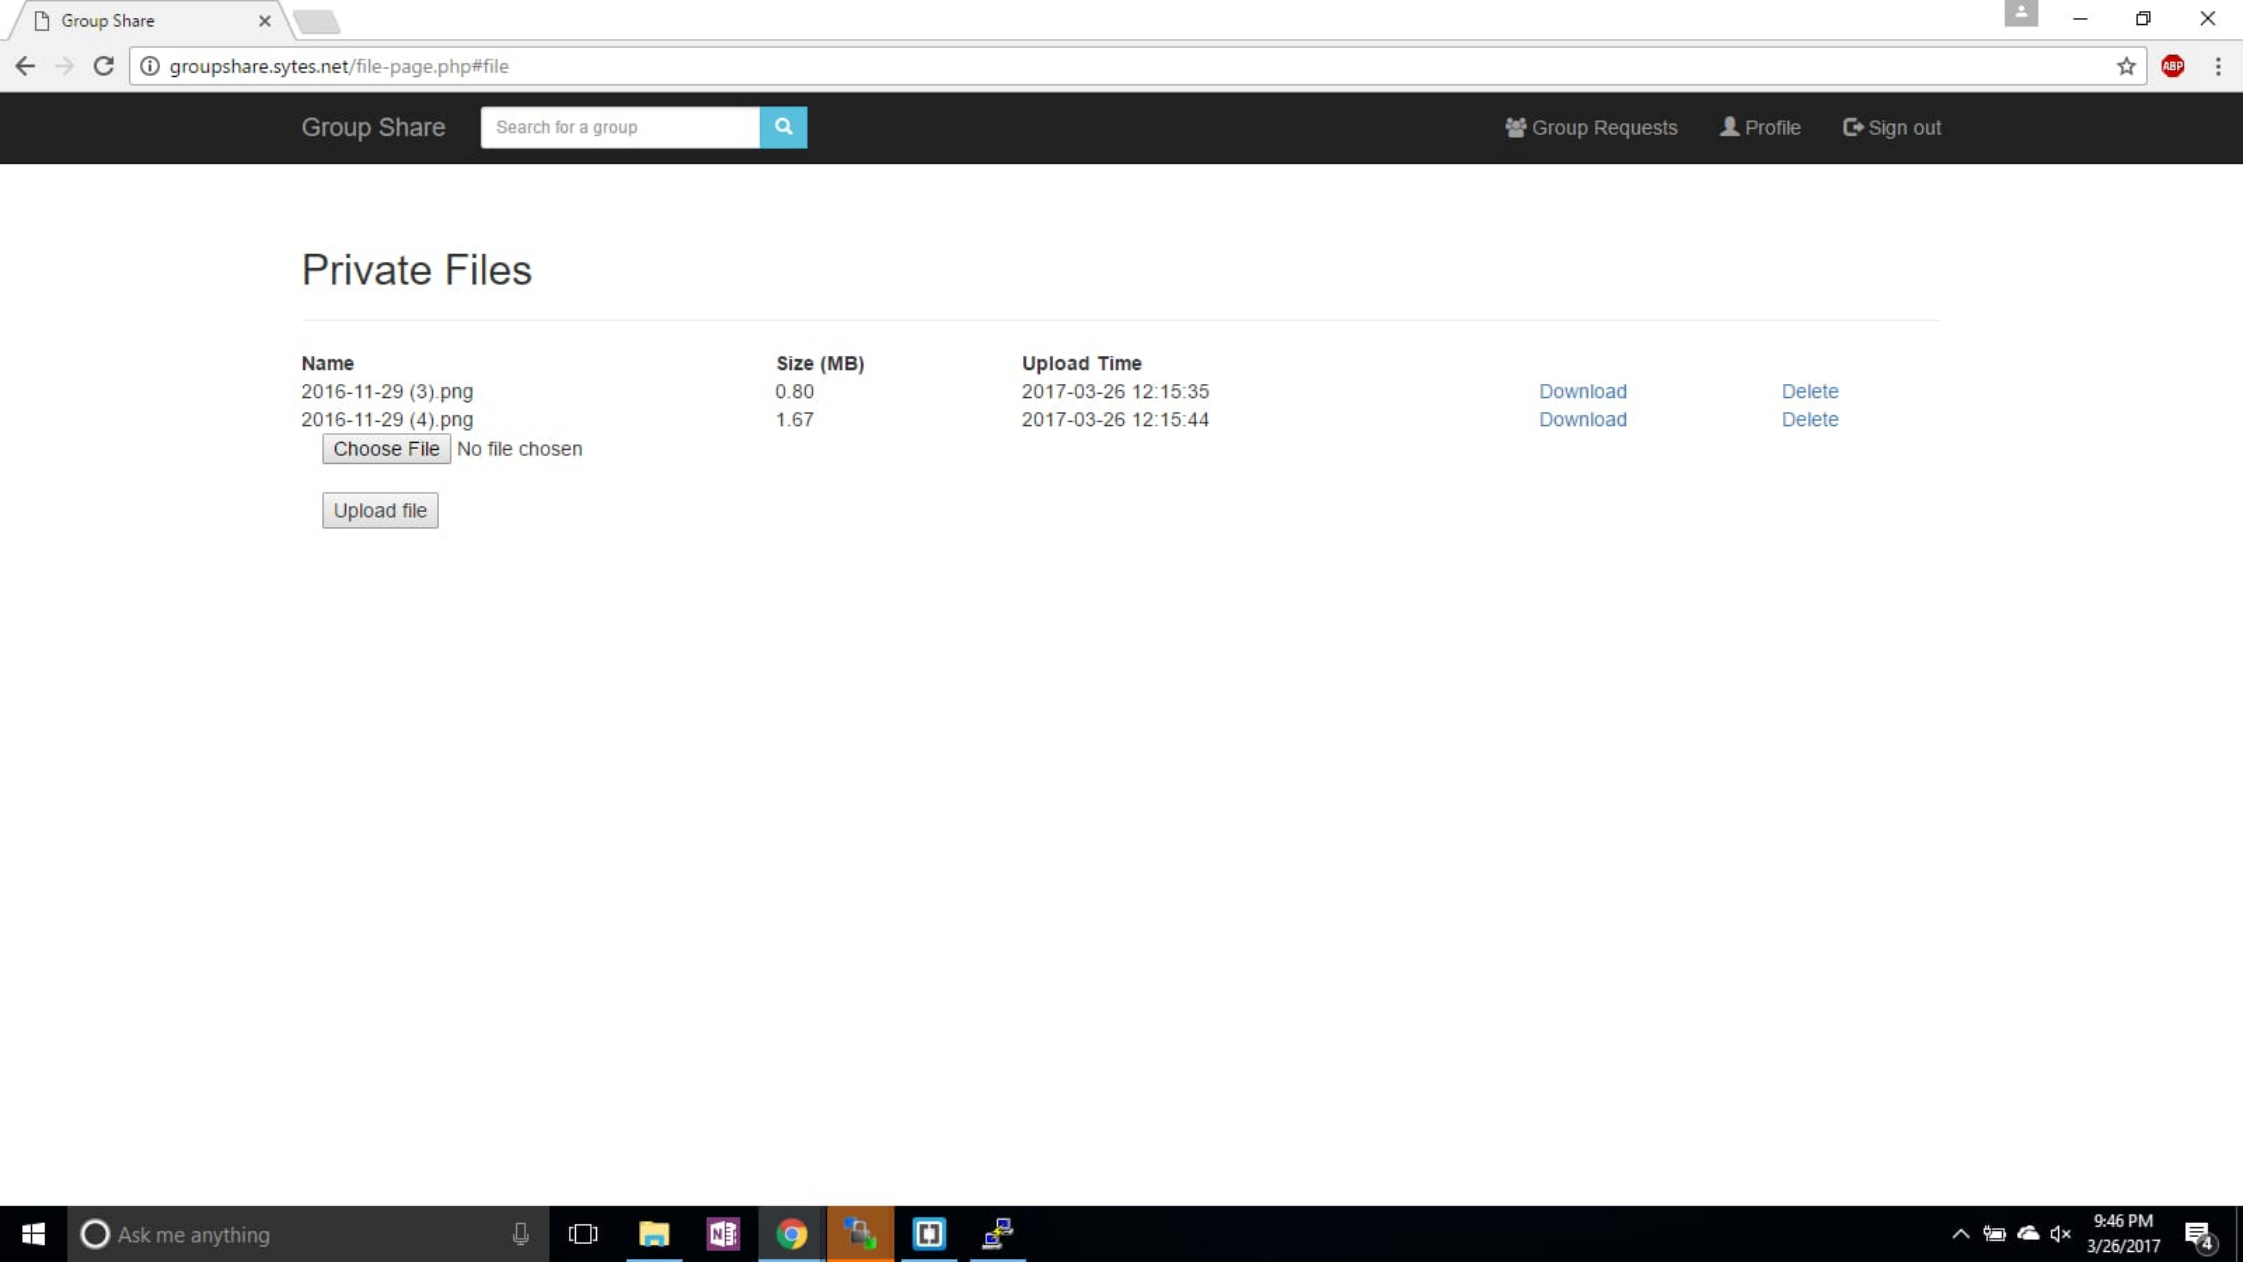 Group Share
groupshare.sytes.net/file-page.php#file
ABP
Group Share
Search for a group
Group Requests
Profile
Sign out
Private Files
Name Size (MB) Upload Time
2016-11-29 (3).png 0.80 2017-03-26 12:15:35 Download Delete
2016-11-29 (4).png 1.67 2017-03-26 12:15:44 Download Delete
Choose File No file chosen
Upload file
Ask me anything
N
9:46 PM
3/26/2017
4